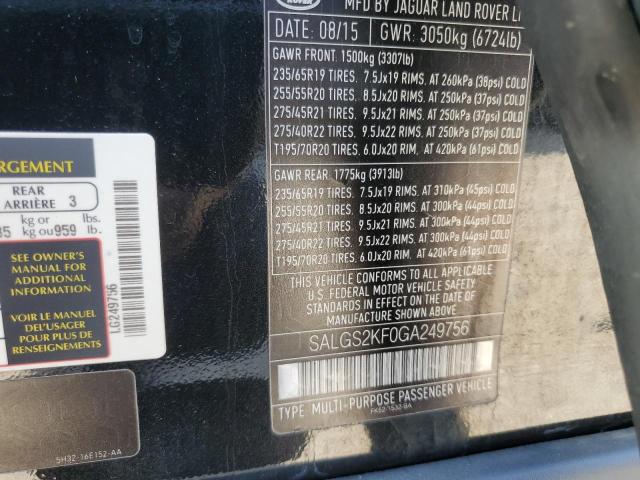 ROVER
MFD BY JAGUAR LAND ROVER
DATE: 08/15 GWR: 3050kg (6724lb)
GAWR FRONT: 1500kg (3307lb)
235/65R19 TIRES. 7.5Jx19 RIMS. AT 260kPa (38psi) COLD
255/55R20 TIRES. 8.5Jx20 RIMS. AT 250kPa (37psi) COLD
275/45R21 TIRES. 9.5Jx21 RIMS. AT 250kPa (37psi) COLD
275/40R22 TIRES. 9.5Jx22 RIMS. AT 250kPa (37psi) COLD
T195/70R20 TIRES. 6.0Jx20 RIM. AT 420kPa (61psi) COLD
GAWR REAR: 1775kg (3913lb)
235/65R19 TIRES. 7.5Jx19 RIMS. AT 310kPa (45psi) COLD
255/55R20 TIRES. 8.5Jx20 RIMS. AT 300kPa (44psi) COLD
275/45R21 TIRES. 9.5Jx21 RIMS. AT 300kPa (44psi) COLD
275/40R22 TIRES. 9.5Jx22 RIMS. AT 300kPa (44psi) COLD
T195/70R20 TIRES. 6.0Jx20 RIM. AT 420kPa (61psi) COLD
THIS VEHICLE CONFORMS TO ALL APPLICABLE
U.S. FEDERAL MOTOR VEHICLE SAFETY
STANDARDS IN EFFECT ON THE DATE OF
MANUFACTURE SHOWN ABOVE.
SALGS2KF0GA249756
TYPE: MULTI-PURPOSE PASSENGER VEHICLE
FK62-1532-BA
RGEMENT
REAR
ARRIÈRE 3
kg or lbs.
kg ou 959 lb.
SEE OWNER'S
MANUAL FOR
ADDITIONAL
INFORMATION
VOIR LE MANUEL
DEL'USAGER
POUR PLUS DE
RENSEIGNEMENTS
LG249756
5H32-16E152-AA